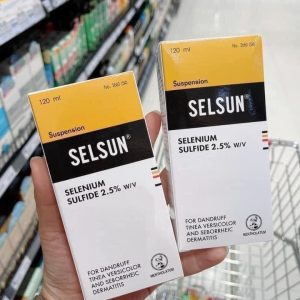 120 ml
Suspension
SELSUN®
SELENIUM
SULFIDE 2.5% W/V
FOR DANDRUFF
TINEA VERSICOLOR
AND SEBORRHEIC
DERMATITIS
MENTHOLATUM
120 ml
Suspension
SELSUN®
SELENIUM
SULFIDE 2.5% W/V
FOR DANDRUFF
TINEA VERSICOLOR
AND SEBORRHEIC
DERMATITIS
MENTHOLATUM